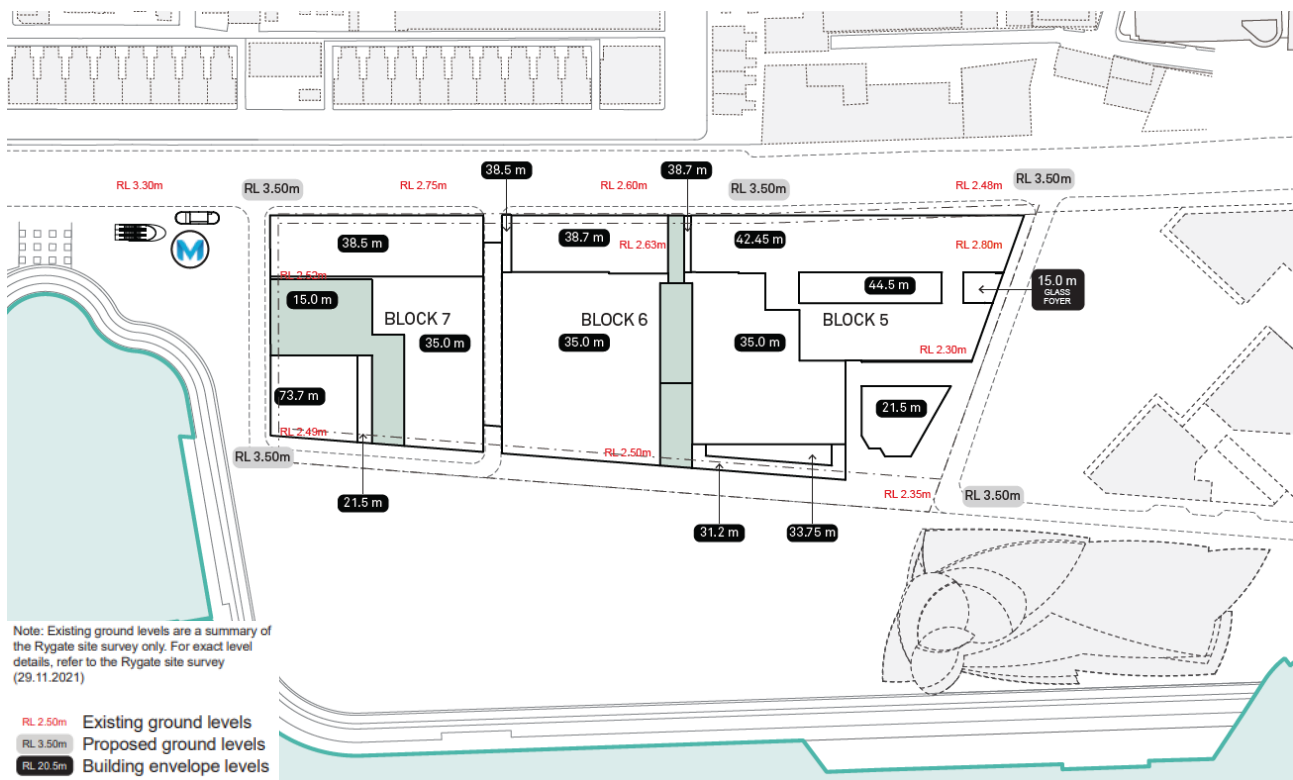 38.5 m
38.7 m
RL 3.30m
RL 3.50m
RL 2.75m
RL 2.60m
RL 3.50m
RL 2.48m
RL 3.50m
M
38.5 m
38.7 m
RL 2.63m
42.45 m
RL 2.80m
RL 2.52m
15.0 m
44.5 m
15.0 m
GLASS
FOYER
BLOCK 7
BLOCK 6
BLOCK 5
35.0 m
35.0 m
35.0 m
RL 2.30m
73.7 m
21.5 m
RL 2.49m
RL 3.50m
RL 2.50m
RL 2.35m
RL 3.50m
21.5 m
31.2 m
33.75 m
Note: Existing ground levels are a summary of
the Rygate site survey only. For exact level
details, refer to the Rygate site survey
(29.11.2021)
RL 2.50m Existing ground levels
RL 3.50m Proposed ground levels
RL 20.5m Building envelope levels